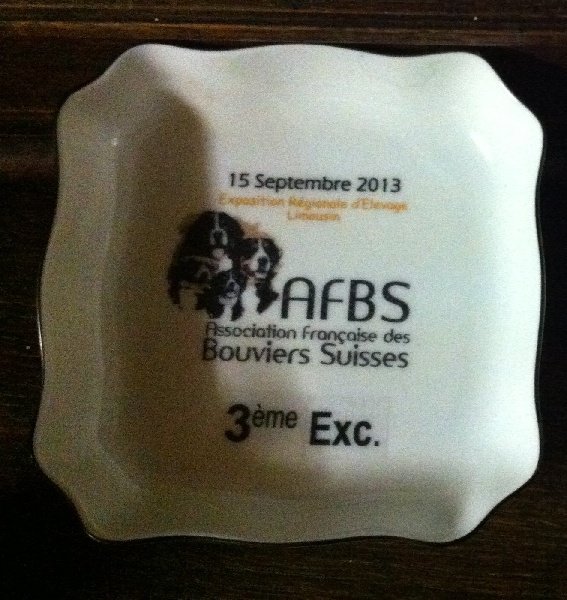 15 Septembre 2013
Exposition Régionale d'Elevage
Limousin
AFBS
Association française des
Bouviers Suisses
3ème Exc.